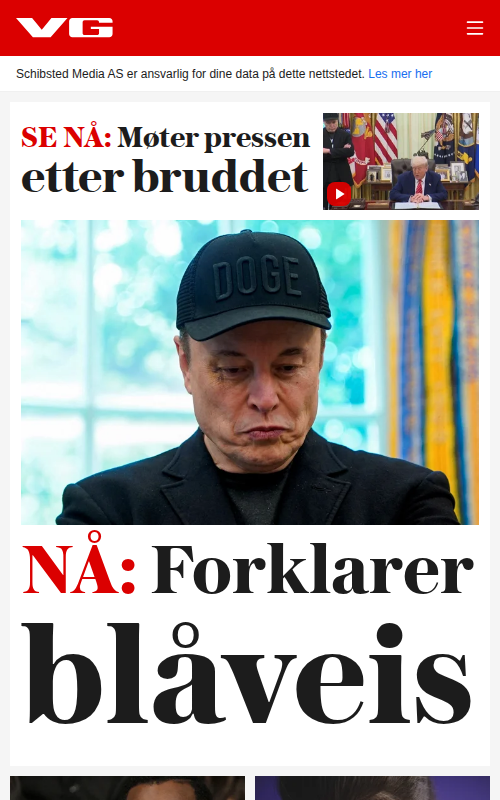 VG
Schibsted Media AS er ansvarlig for dine data på dette nettstedet. Les mer her
SE NÅ: Møter pressen
etter bruddet
DOGE
NÅ: Forklarer
blåveis